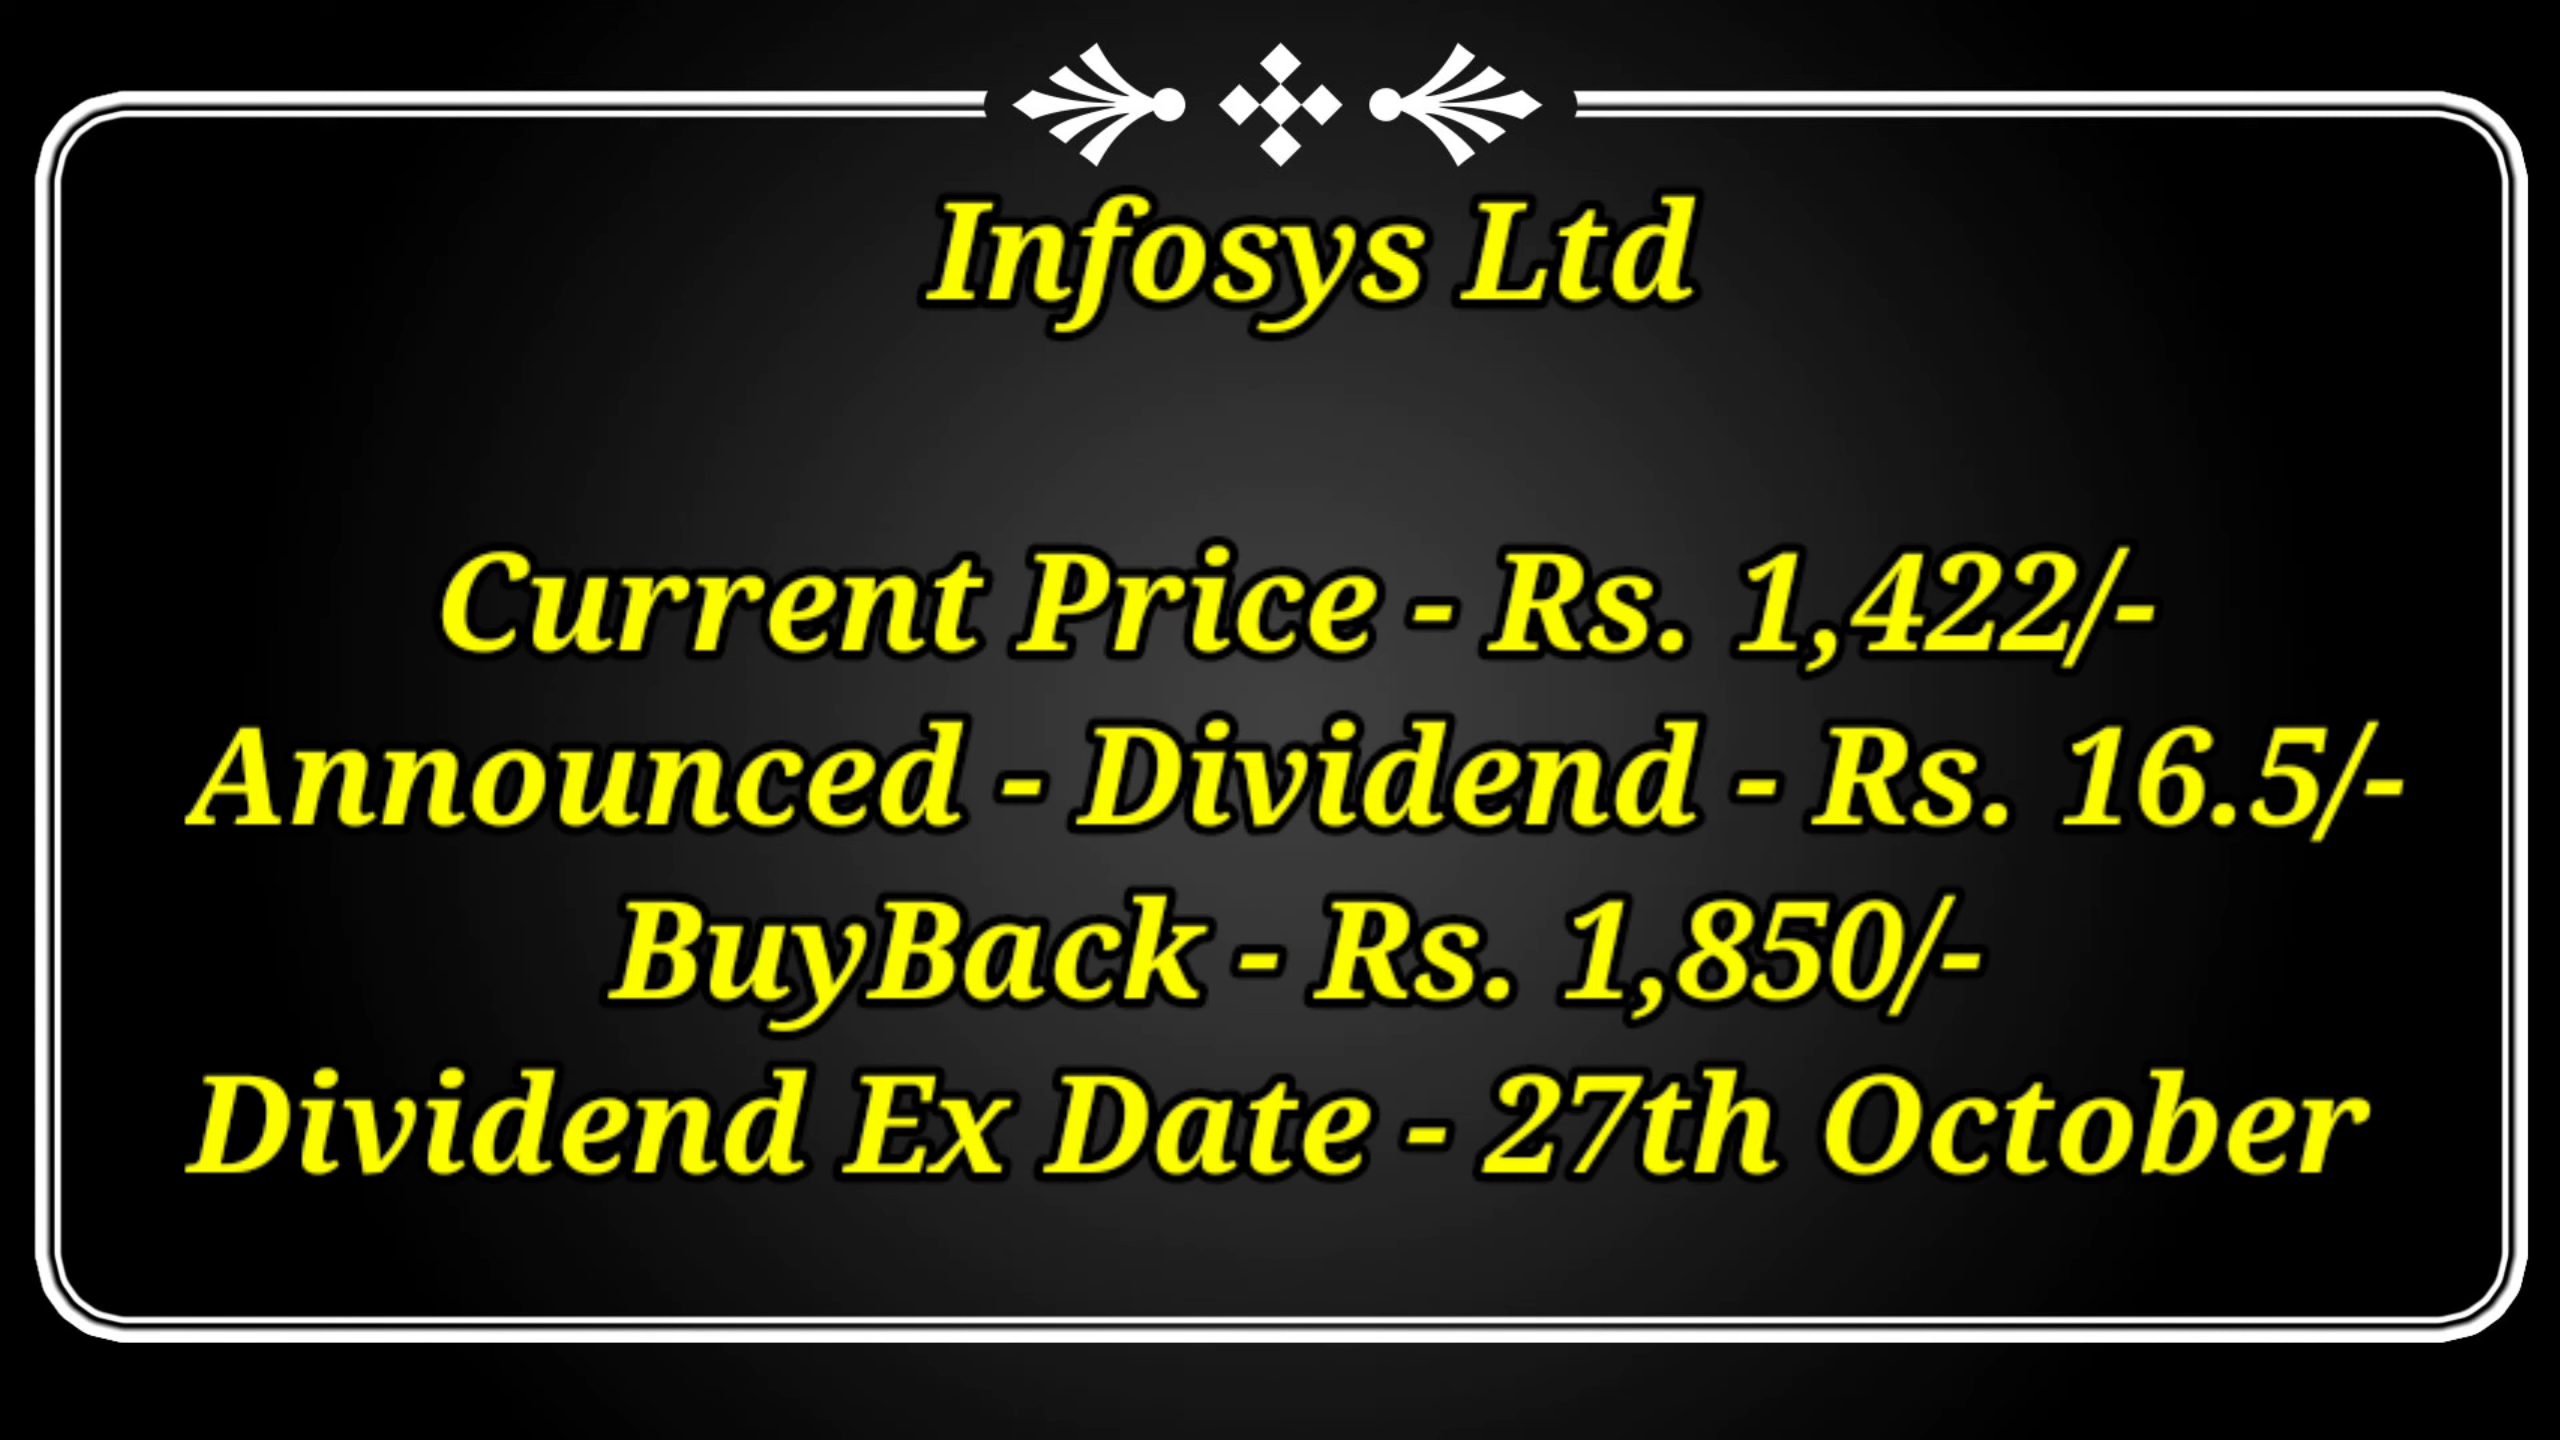 Infosys Ltd
Current Price - Rs. 1,422/-
Announced - Dividend - Rs. 16.5/-
BuyBack - Rs. 1,850/-
Dividend Ex Date - 27th October